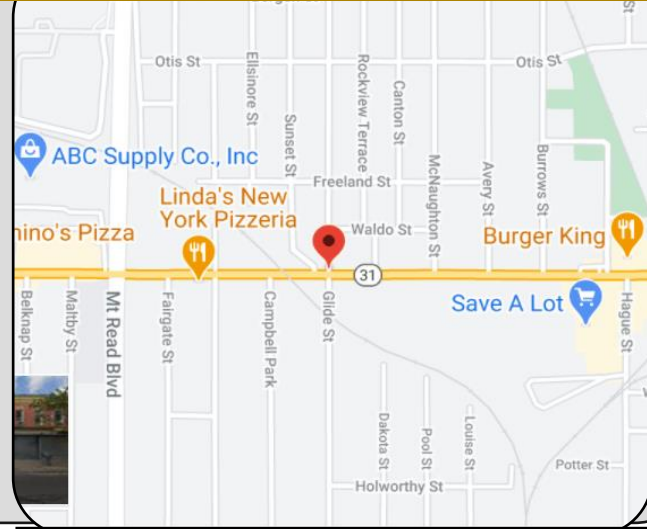 Otis St
Otis St
St
Ellsinore St
Rockview Terrace
Canton St
Sunset St
ABC Supply Co., Inc
Freeland St
McNaughton St
Avery St
Burrows St
Linda's New
York Pizzeria
Waldo St
Burger King
nino's Pizza
31
Save A Lot
Belknap St
Maltby St
Mt Read Blvd
Fairgate St
Campbell Park
Glide St
Hague St
Dakota St
Pool St
Louise St
Potter St
Holworthy St